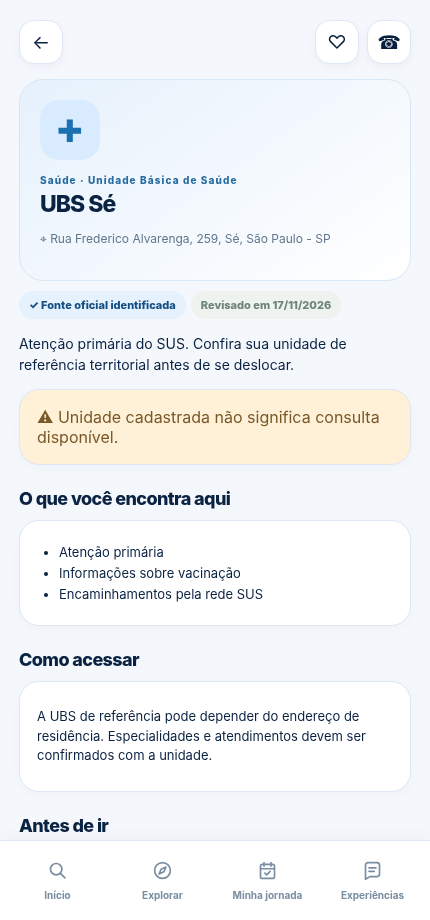 Saúde · Unidade Básica de Saúde
UBS Sé
⌖ Rua Frederico Alvarenga, 259, Sé, São Paulo - SP
✓ Fonte oficial identificada
Revisado em 17/11/2026
Atenção primária do SUS. Confira sua unidade de
referência territorial antes de se deslocar.
⚠ Unidade cadastrada não significa consulta
disponível.
O que você encontra aqui
• Atenção primária
• Informações sobre vacinação
• Encaminhamentos pela rede SUS
Como acessar
A UBS de referência pode depender do endereço de
residência. Especialidades e atendimentos devem ser
confirmados com a unidade.
Antes de ir
Início
Explorar
Minha jornada
Experiências